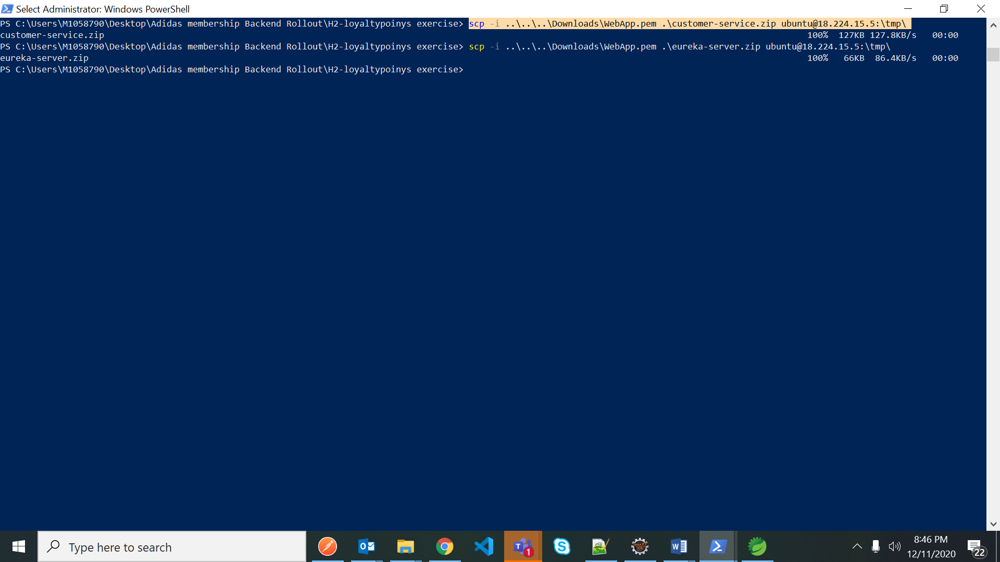 Select Administrator: Windows PowerShell
PS C:\Users\M1058790\Desktop\Adidas membership Backend Rollout\H2-loyaltypoinys exercise> scp -i ..\..\..\Downloads\WebApp.pem .\customer-service.zip ubuntu@18.224.15.5:\tmp\
customer-service.zip 100% 127KB 127.8KB/s 00:00
PS C:\Users\M1058790\Desktop\Adidas membership Backend Rollout\H2-loyaltypoinys exercise> scp -i ..\..\..\Downloads\WebApp.pem .\eureka-server.zip ubuntu@18.224.15.5:\tmp\
eureka-server.zip 100% 66KB 86.4KB/s 00:00
PS C:\Users\M1058790\Desktop\Adidas membership Backend Rollout\H2-loyaltypoinys exercise>
Type here to search
1
Java EE
IDE
8:46 PM
12/11/2020
22